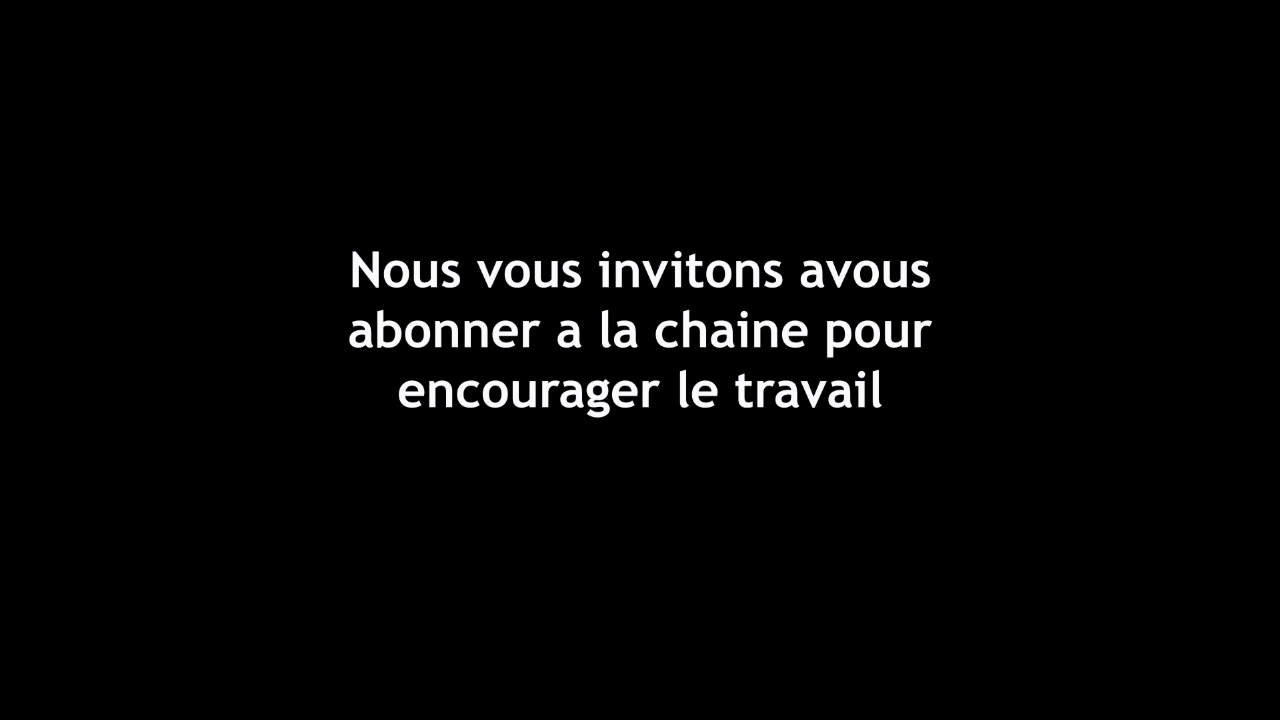 Nous vous invitons avous
abonner a la chaine pour
encourager le travail